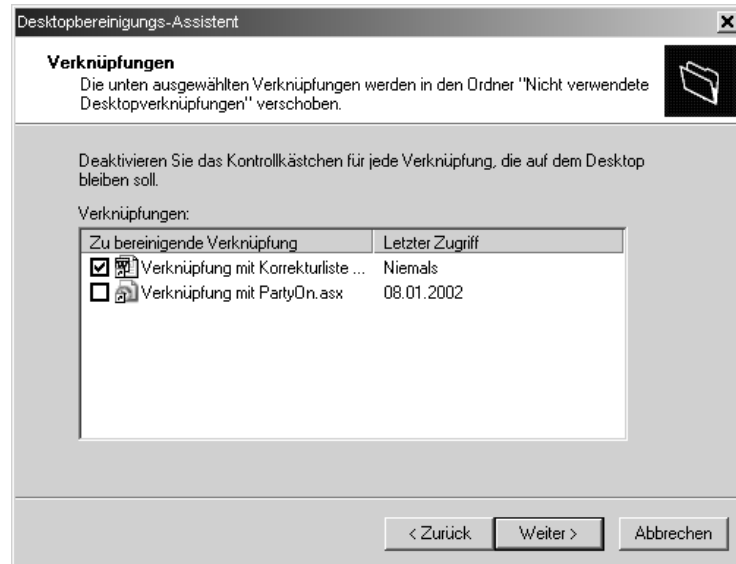 Desktopbereinigungs-Assistent
Verknüpfungen
Die unten ausgewählten Verknüpfungen werden in den Ordner "Nicht verwendete
Desktopverknüpfungen" verschoben.
Deaktivieren Sie das Kontrollkästchen für jede Verknüpfung, die auf dem Desktop
bleiben soll.
Verknüpfungen:
Zu bereinigende Verknüpfung Letzter Zugriff
Verknüpfung mit Korrekturliste ... Niemals
Verknüpfung mit PartyOn.asx 08.01.2002
< Zurück Weiter > Abbrechen